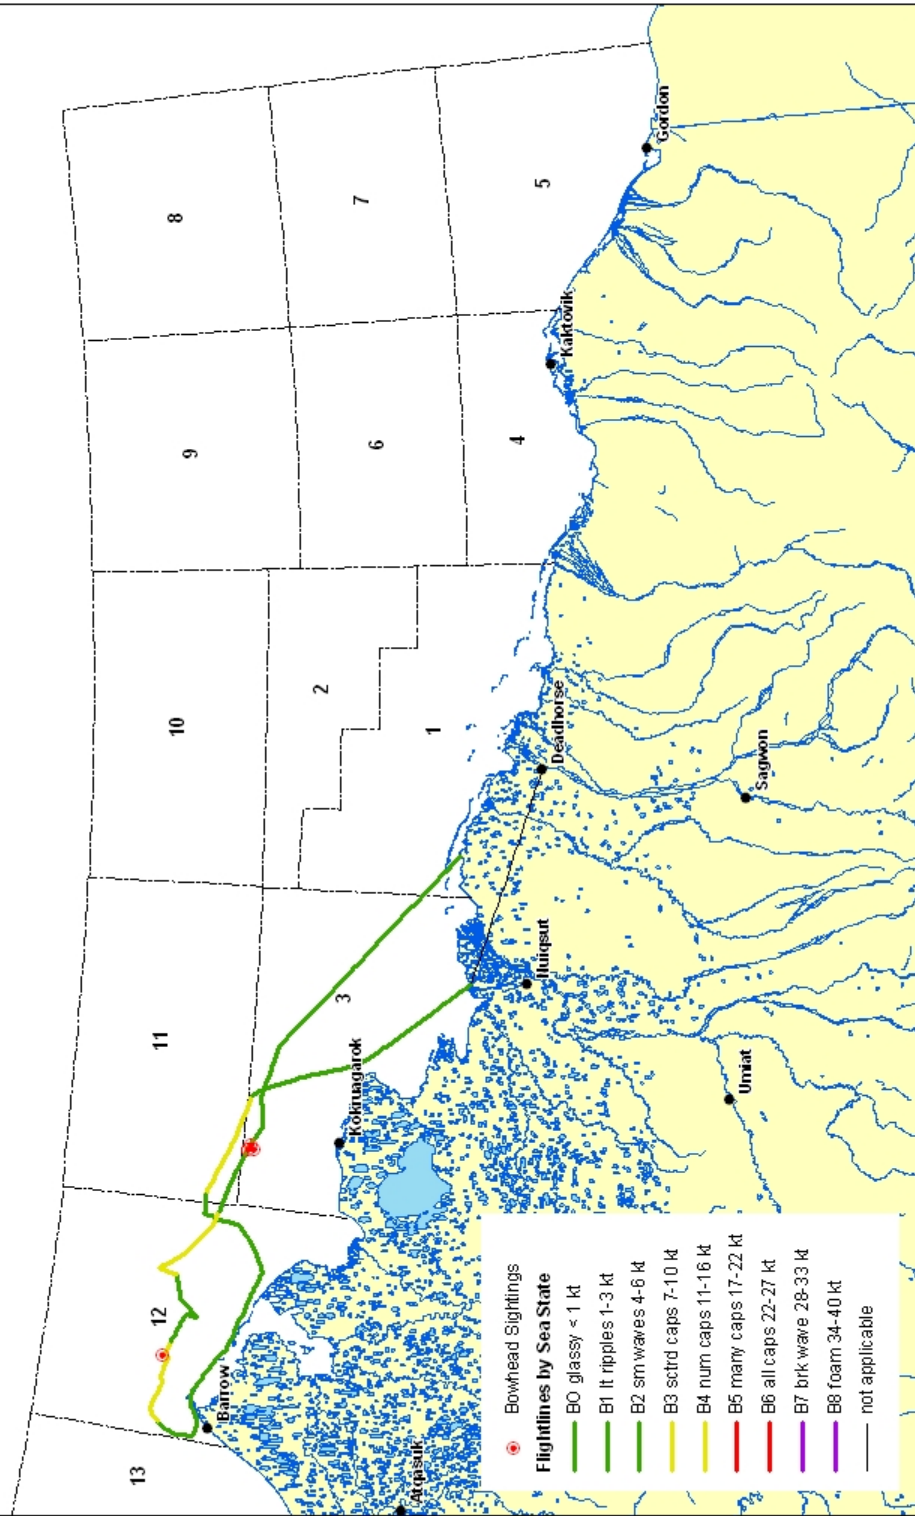 13
12
11
10
9
8
3
2
6
7
1
4
5
Barrow
Atqasuk
Kokruagarok
Nuiqsut
Umiat
Deadhorse
Sagwon
Kaktovik
Gordon
Bowhead Sightings
Flightlines by Sea State
B0 glassy < 1 kt
B1 lt ripples 1-3 kt
B2 sm waves 4-6 kt
B3 sctrd caps 7-10 kt
B4 num caps 11-16 kt
B5 many caps 17-22 kt
B6 all caps 22-27 kt
B7 brk wave 28-33 kt
B8 foam 34-40 kt
not applicable